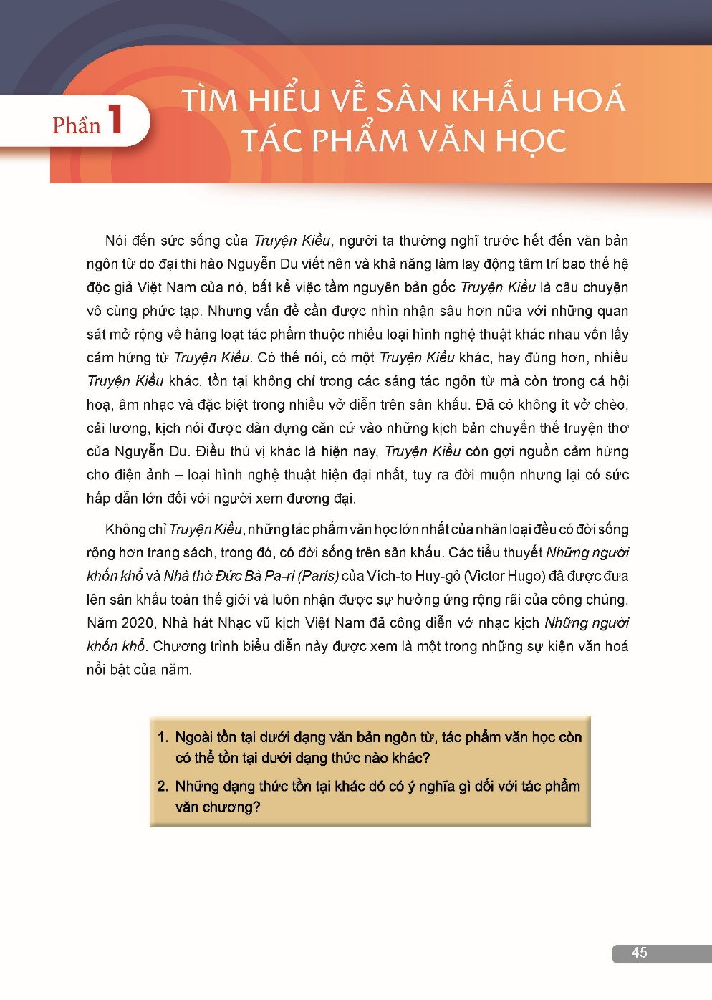 Phần 1
TÌM HIỂU VỀ SÂN KHẤU HOÁ
TÁC PHẨM VĂN HỌC
Nói đến sức sống của Truyện Kiều, người ta thường nghĩ trước hết đến văn bản
ngôn từ do đại thi hào Nguyễn Du viết nên và khả năng làm lay động tâm trí bao thế hệ
độc giả Việt Nam của nó, bất kể việc tầm nguyên bản gốc Truyện Kiều là câu chuyện
vô cùng phức tạp. Nhưng vấn đề cần được nhìn nhận sâu hơn nữa với những quan
sát mở rộng về hàng loạt tác phẩm thuộc nhiều loại hình nghệ thuật khác nhau vốn lấy
cảm hứng từ Truyện Kiều. Có thể nói, có một Truyện Kiều khác, hay đúng hơn, nhiều
Truyện Kiều khác, tồn tại không chỉ trong các sáng tác ngôn từ mà còn trong cả hội
hoạ, âm nhạc và đặc biệt trong nhiều vở diễn trên sân khấu. Đã có không ít vở chèo,
cải lương, kịch nói được dàn dựng căn cứ vào những kịch bản chuyển thể truyện thơ
của Nguyễn Du. Điều thú vị khác là hiện nay, Truyện Kiều còn gợi nguồn cảm hứng
cho điện ảnh – loại hình nghệ thuật hiện đại nhất, tuy ra đời muộn nhưng lại có sức
hấp dẫn lớn đối với người xem đương đại.
Không chỉ Truyện Kiều, những tác phẩm văn học lớn nhất của nhân loại đều có đời sống
rộng hơn trang sách, trong đó, có đời sống trên sân khấu. Các tiểu thuyết Những người
khốn khổ và Nhà thờ Đức Bà Pa-ri (Paris) của Vích-to Huy-gô (Victor Hugo) đã được đưa
lên sân khấu toàn thế giới và luôn nhận được sự hưởng ứng rộng rãi của công chúng.
Năm 2020, Nhà hát Nhạc vũ kịch Việt Nam đã công diễn vở nhạc kịch Những người
khốn khổ. Chương trình biểu diễn này được xem là một trong những sự kiện văn hoá
nổi bật của năm.
1. Ngoài tồn tại dưới dạng văn bản ngôn từ, tác phẩm văn học còn
có thể tồn tại dưới dạng thức nào khác?
2. Những dạng thức tồn tại khác đó có ý nghĩa gì đối với tác phẩm
văn chương?
45